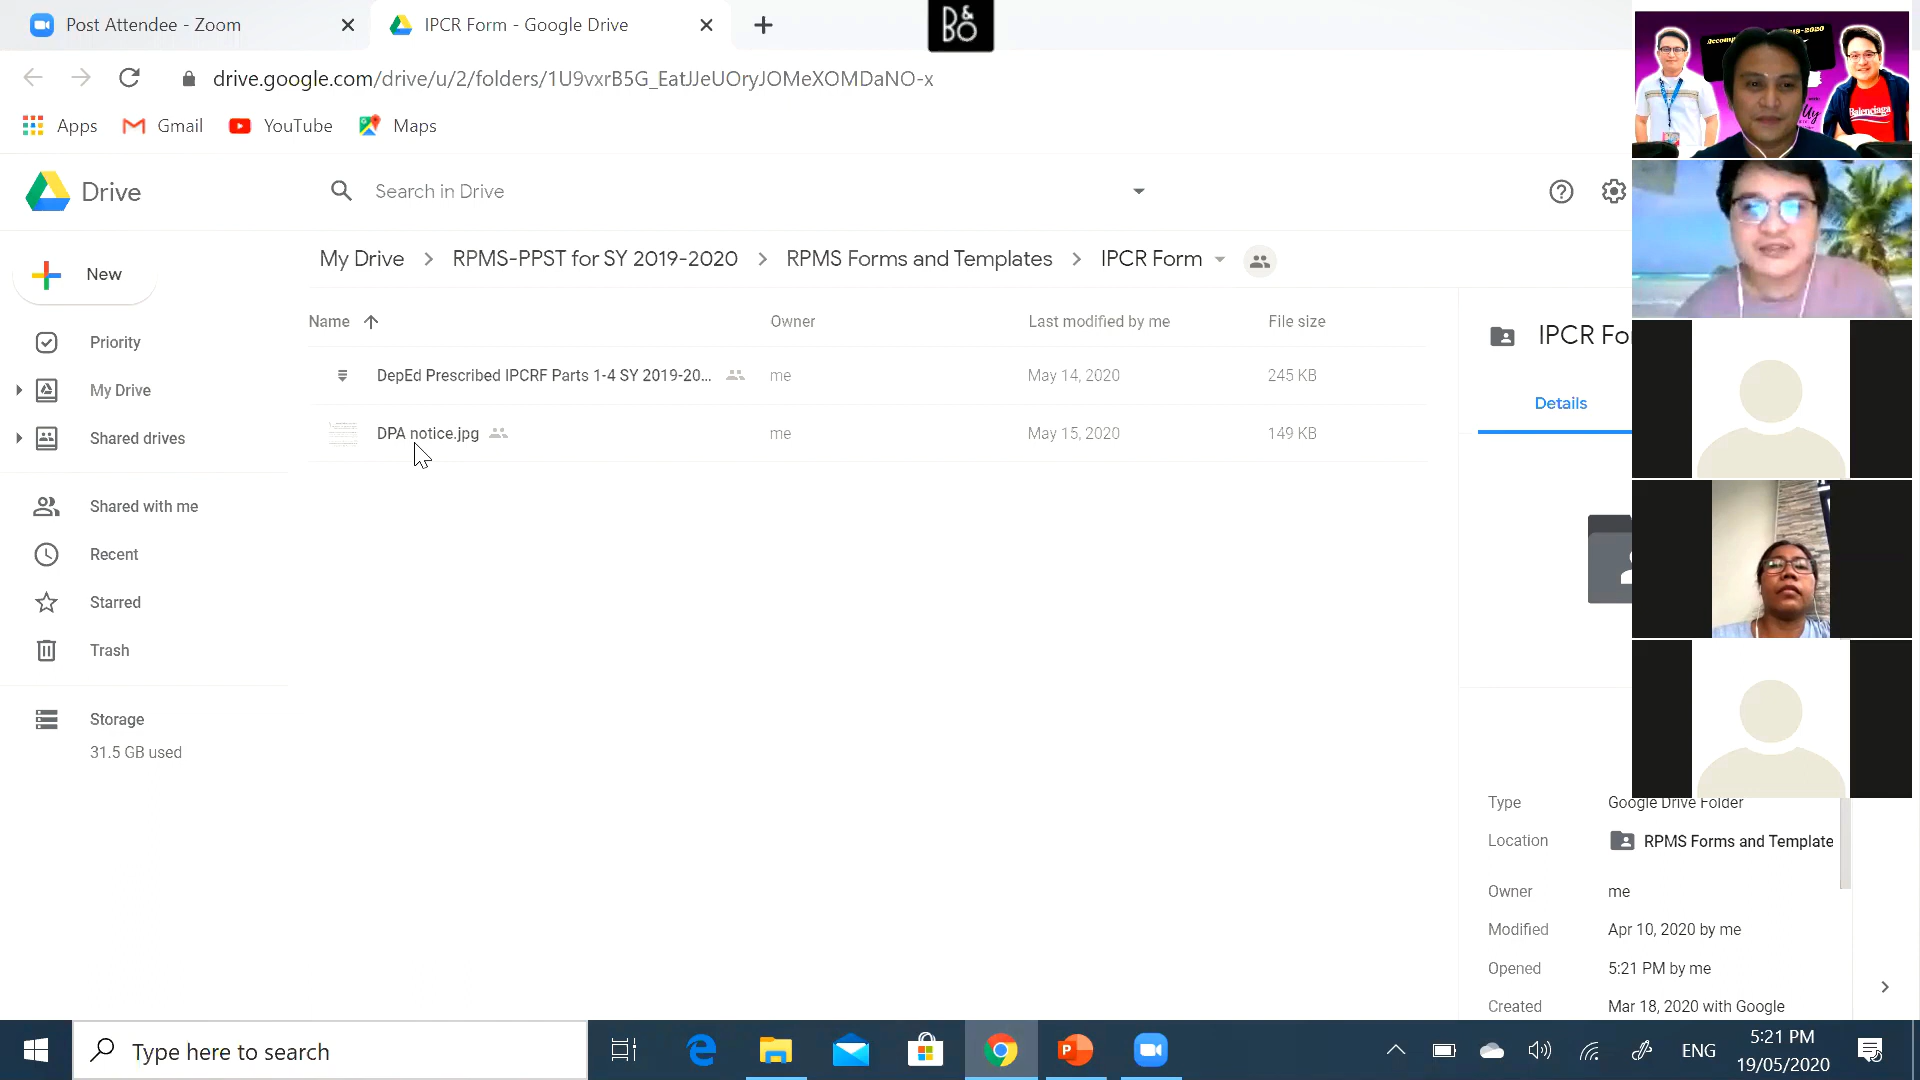 Post Attendee - Zoom
IPCR Form - Google Drive
B&O
drive.google.com/drive/u/2/folders/1U9vxrB5G_EatJJeUOryJOMeXOMDaNO-x
Apps
Gmail
YouTube
Maps
Drive
Search in Drive
My Drive > RPMS-PPST for SY 2019-2020 > RPMS Forms and Templates > IPCR Form
New
Name
Owner
Last modified by me
File size
Priority
DepEd Prescribed IPCRF Parts 1-4 SY 2019-20...
me
May 14, 2020
245 KB
My Drive
DPA notice.jpg
me
May 15, 2020
149 KB
Shared drives
Shared with me
Recent
Starred
Trash
Storage
31.5 GB used
IPCR Fo
Details
Type
Google Drive Folder
Location
RPMS Forms and Template
Owner
me
Modified
Apr 10, 2020 by me
Opened
5:21 PM by me
Created
Mar 18, 2020 with Google
Balenciaga
Type here to search
ENG
5:21 PM
19/05/2020